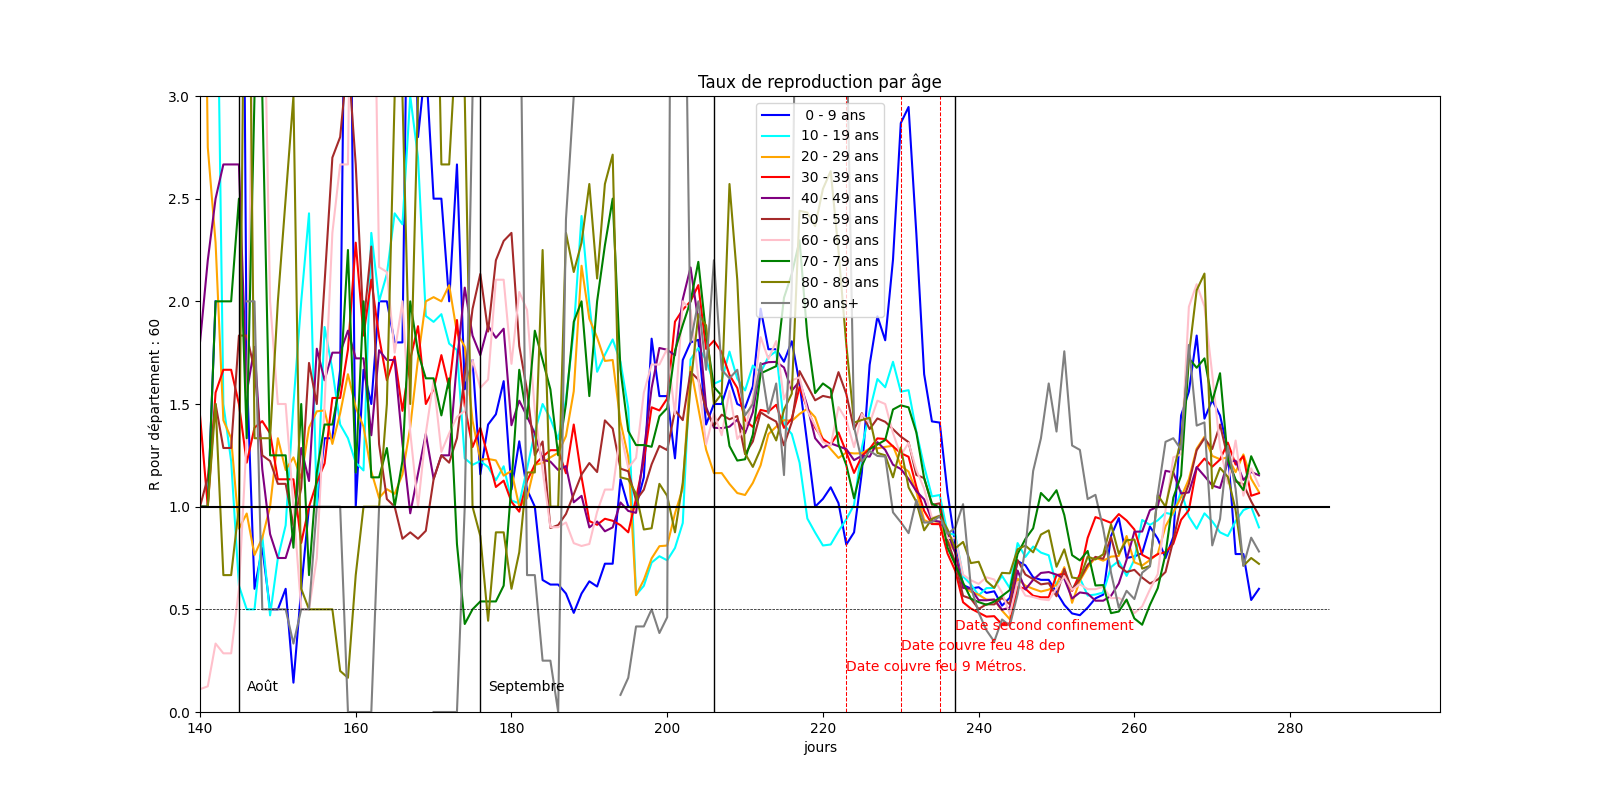 Taux de reproduction par âge
R pour département : 60
3.0
2.5
2.0
1.5
1.0
0.5
0.0
0 - 9 ans
10 - 19 ans
20 - 29 ans
30 - 39 ans
40 - 49 ans
50 - 59 ans
60 - 69 ans
70 - 79 ans
80 - 89 ans
90 ans+
Date second confinement
Date couvre feu 48 dep
Date couvre feu 9 Métros.
Août
Septembre
140
160
180
200
220
240
260
280
jours